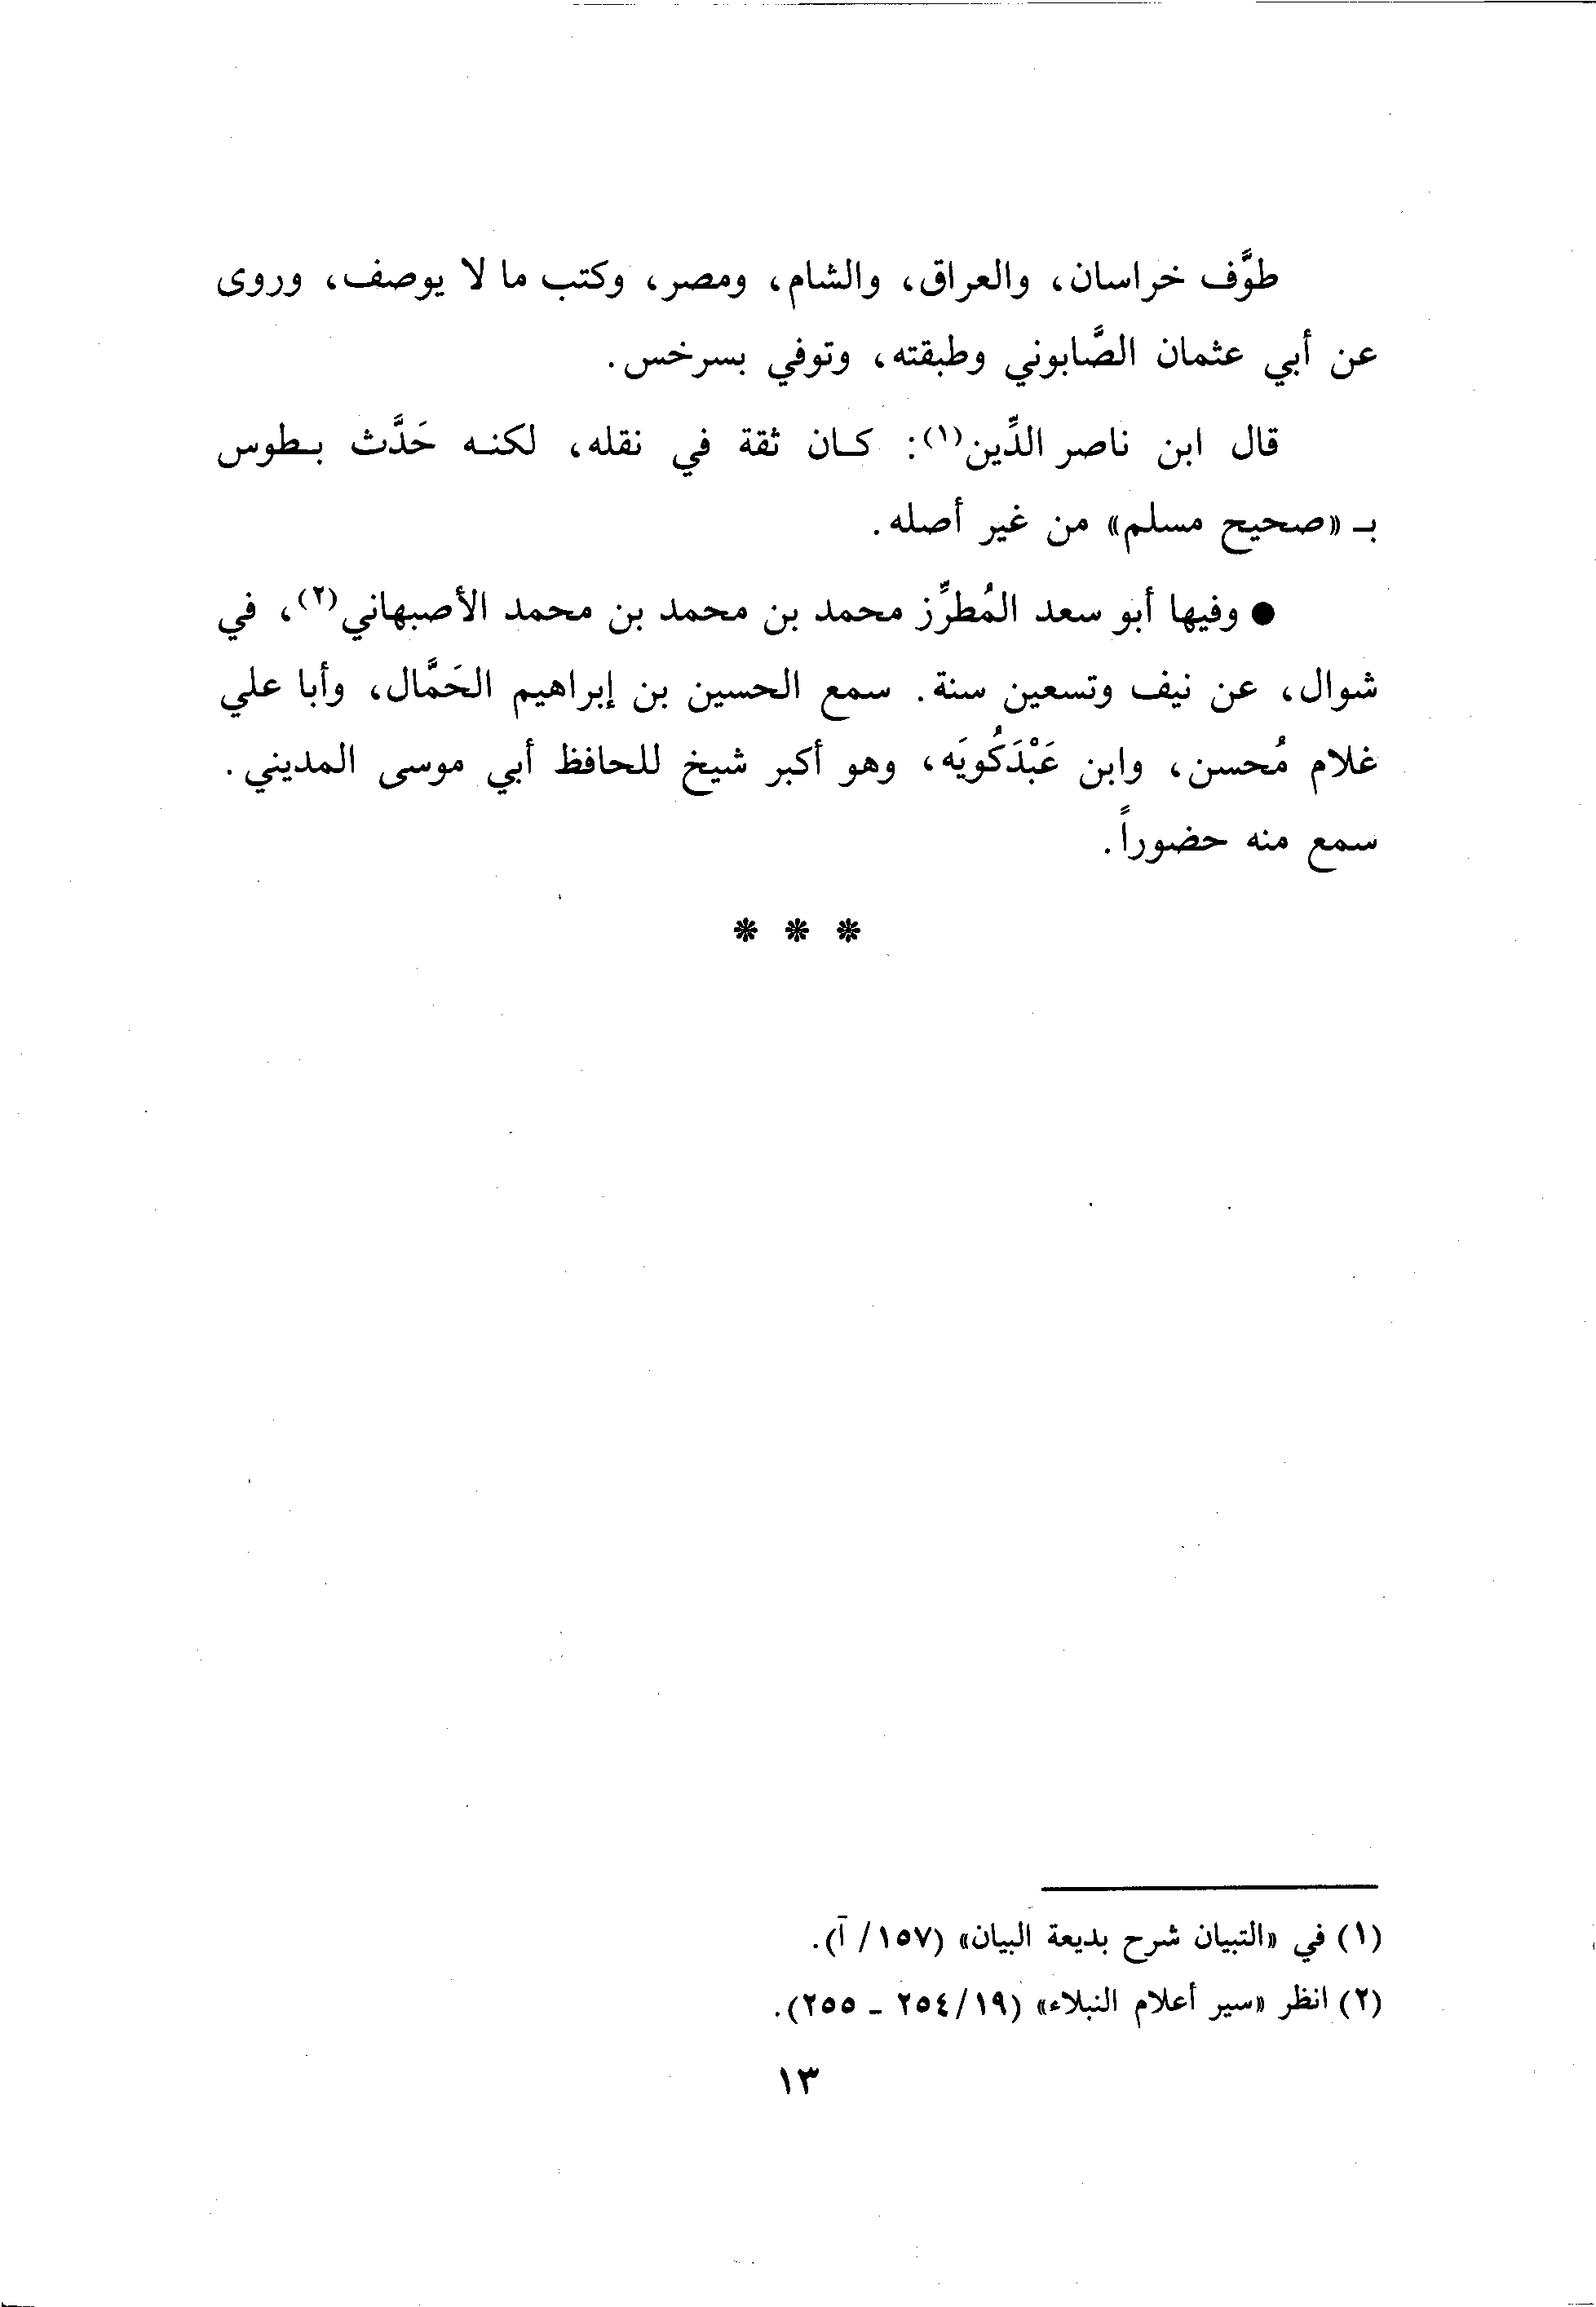 طوَّف خراسان، والعراق، والشام، ومصر، وكتب ما لا يوصف، وروى
عن أبي عثمان الصَّابوني وطبقته، وتوفي بسرخس.
قال ابن ناصر الدِّين(١): كان ثقة في نقله، لكنه حَدَّث بطوس
بـ «صحيح مسلم» من غير أصله.
● وفيها أبو سعد المُطرِّز محمد بن محمد بن محمد الأصبهاني(٢)، في
شوال، عن نيف وتسعين سنة. سمع الحسين بن إبراهيم الحَمَّال، وأبا علي
غلام مُحسن، وابن عَبْدَكُويَه، وهو أكبر شيخ للحافظ أبي موسى المديني.
سمع منه حضوراً.
* * *
(١) في «التبيان شرح بديعة البيان» (١٥٧/ آ).
(٢) انظر «سير أعلام النبلاء» (١٩/ ٢٥٤ ـ ٢٥٥).
١٣